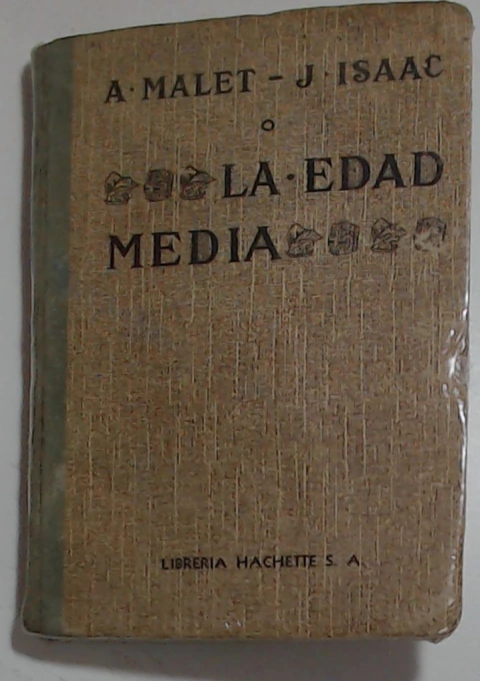 A·MALET – J·ISAAC
LA·EDAD
MEDIA
LIBRERIA HACHETTE S. A.